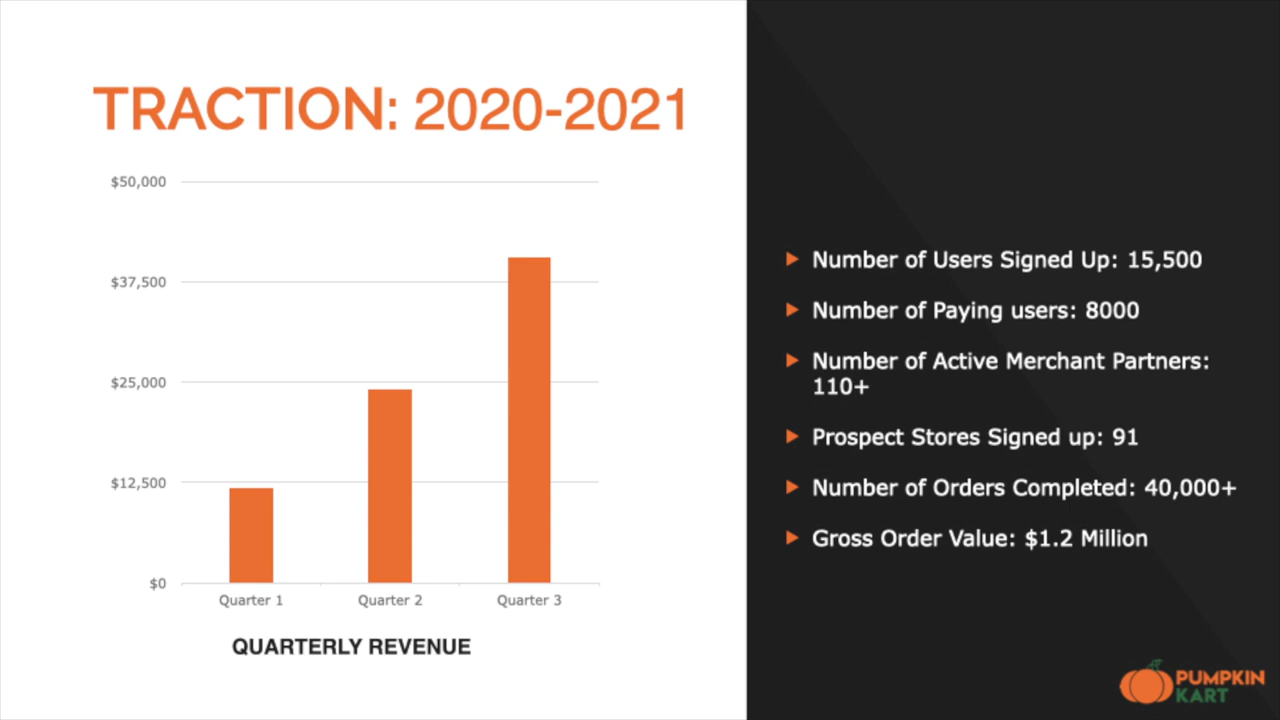 TRACTION: 2020-2021
$50,000
$37,500
$25,000
$12,500
$0
Quarter 1 Quarter 2 Quarter 3
QUARTERLY REVENUE
Number of Users Signed Up: 15,500
Number of Paying users: 8000
Number of Active Merchant Partners:
110+
Prospect Stores Signed up: 91
Number of Orders Completed: 40,000+
Gross Order Value: $1.2 Million
PUMPKIN
KART